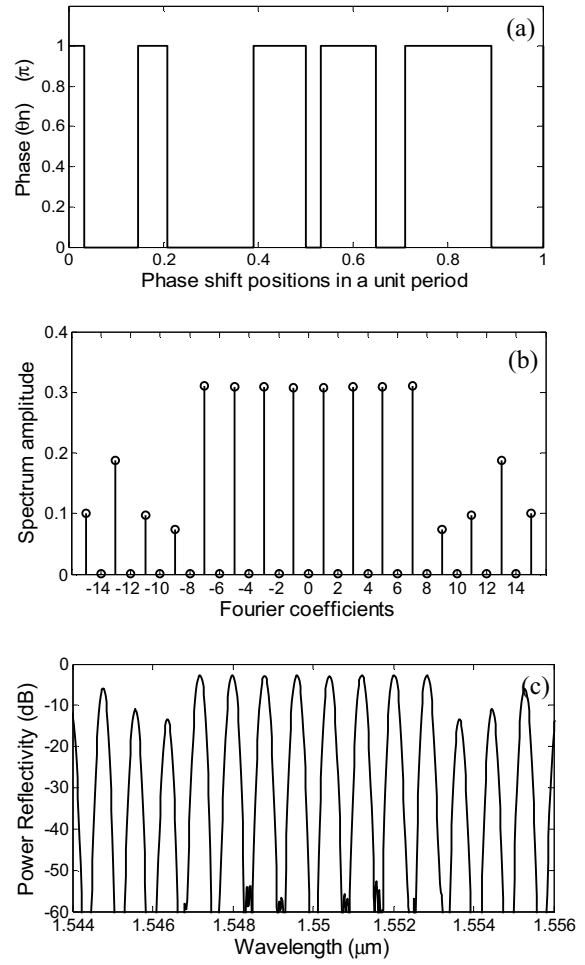 (a)
Phase (θn) (π)
1
0.8
0.6
0.4
0.2
0
0 0.2 0.4 0.6 0.8 1
Phase shift positions in a unit period
(b)
Spectrum amplitude
0.4
0.3
0.2
0.1
0
-14 -12 -10 -8 -6 -4 -2 0 2 4 6 8 10 12 14
Fourier coefficients
(c)
Power Reflectivity (dB)
0
-10
-20
-30
-40
-50
-60
1.544 1.546 1.548 1.55 1.552 1.554 1.556
Wavelength (μm)